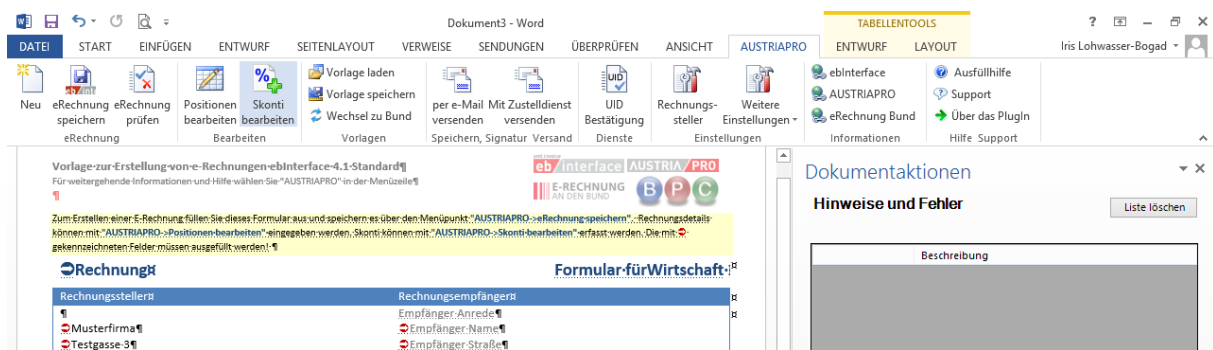 Dokument3 - Word
TABELLENTOOLS
DATEI START EINFÜGEN ENTWURF SEITENLAYOUT VERWEISE SENDUNGEN ÜBERPRÜFEN ANSICHT AUSTRIAPRO ENTWURF LAYOUT Iris Lohwasser-Bogad
Neu
eRechnung speichern
eRechnung prüfen
eRechnung
Positionen bearbeiten
Skonti bearbeiten
Bearbeiten
Vorlage laden
Vorlage speichern
Wechsel zu Bund
Vorlagen
per e-Mail versenden
Mit Zustelldienst versenden
Speichern, Signatur Versand
UID
UID Bestätigung
Dienste
Rechnungs-
steller
Weitere
Einstellungen
Einstellungen
ebInterface
AUSTRIAPRO
eRechnung Bund
Informationen
Ausfüllhilfe
Support
Über das PlugIn
Hilfe Support
Vorlage·zur·Erstellung·von·e-Rechnungen·ebInterface·4.1·Standard¶
Für·weitergehende·Informationen·und·Hilfe·wählen·Sie·"AUSTRIAPRO"·in·der·Menüzeile¶
¶
eb/interface AUSTRIA/PRO
E-RECHNUNG
AN DEN BUND
B P C
Zum·Erstellen·einer·E-Rechnung·füllen·Sie·dieses·Formular·aus·und·speichern·es·über·den·Menüpunkt·"AUSTRIAPRO->eRechnung·speichern".··Rechnungsdetails·
können·mit·"AUSTRIAPRO->Positionen·bearbeiten"·eingegeben·werden.·Skonti·können·mit·"AUSTRIAPRO->Skonti·bearbeiten"·erfasst·werden.·Die·mit·
gekennzeichneten·Felder·müssen·ausgefüllt·werden!·¶
Rechnung¤ Formular·für·Wirtschaft·¤
Rechnungssteller¤ Rechnungsempfänger¤ ¤
¶ Empfänger·Anrede¶ ¤
Musterfirma¶ Empfänger·Name¶
Testgasse·3¶ Empfänger·Straße¶
Dokumentaktionen
Hinweise und Fehler
Liste löschen
Beschreibung